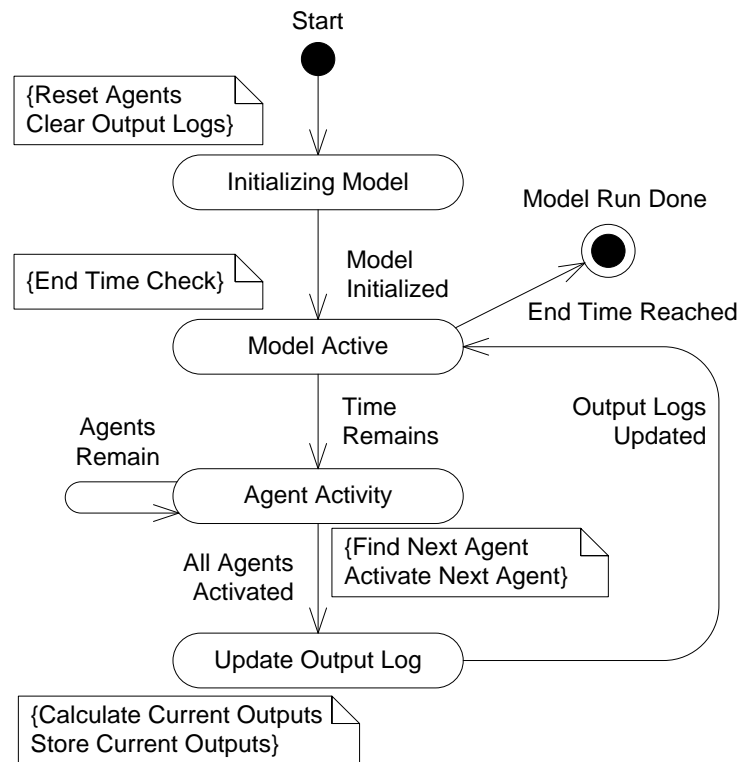 Start
{Reset Agents
Clear Output Logs}
Initializing Model
Model Run Done
{End Time Check}
Model
Initialized
End Time Reached
Model Active
Time
Remains
Output Logs
Updated
Agents
Remain
Agent Activity
{Find Next Agent
Activate Next Agent}
All Agents
Activated
Update Output Log
{Calculate Current Outputs
Store Current Outputs}